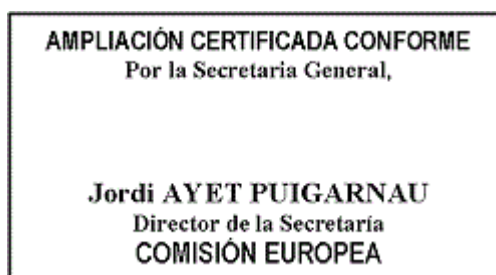 AMPLIACIÓN CERTIFICADA CONFORME
Por la Secretaria General,
Jordi AYET PUIGARNAU
Director de la Secretaría
COMISIÓN EUROPEA